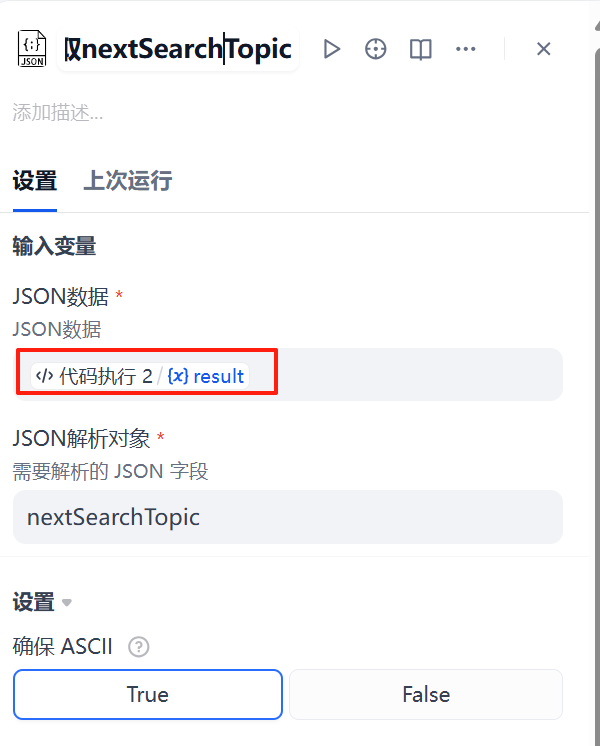 JSON
取nextSearchTopic
添加描述...
设置 上次运行
输入变量
JSON数据 *
JSON数据
代码执行 2 / {x} result
JSON解析对象 *
需要解析的 JSON 字段
nextSearchTopic
设置
确保 ASCII ?
True False